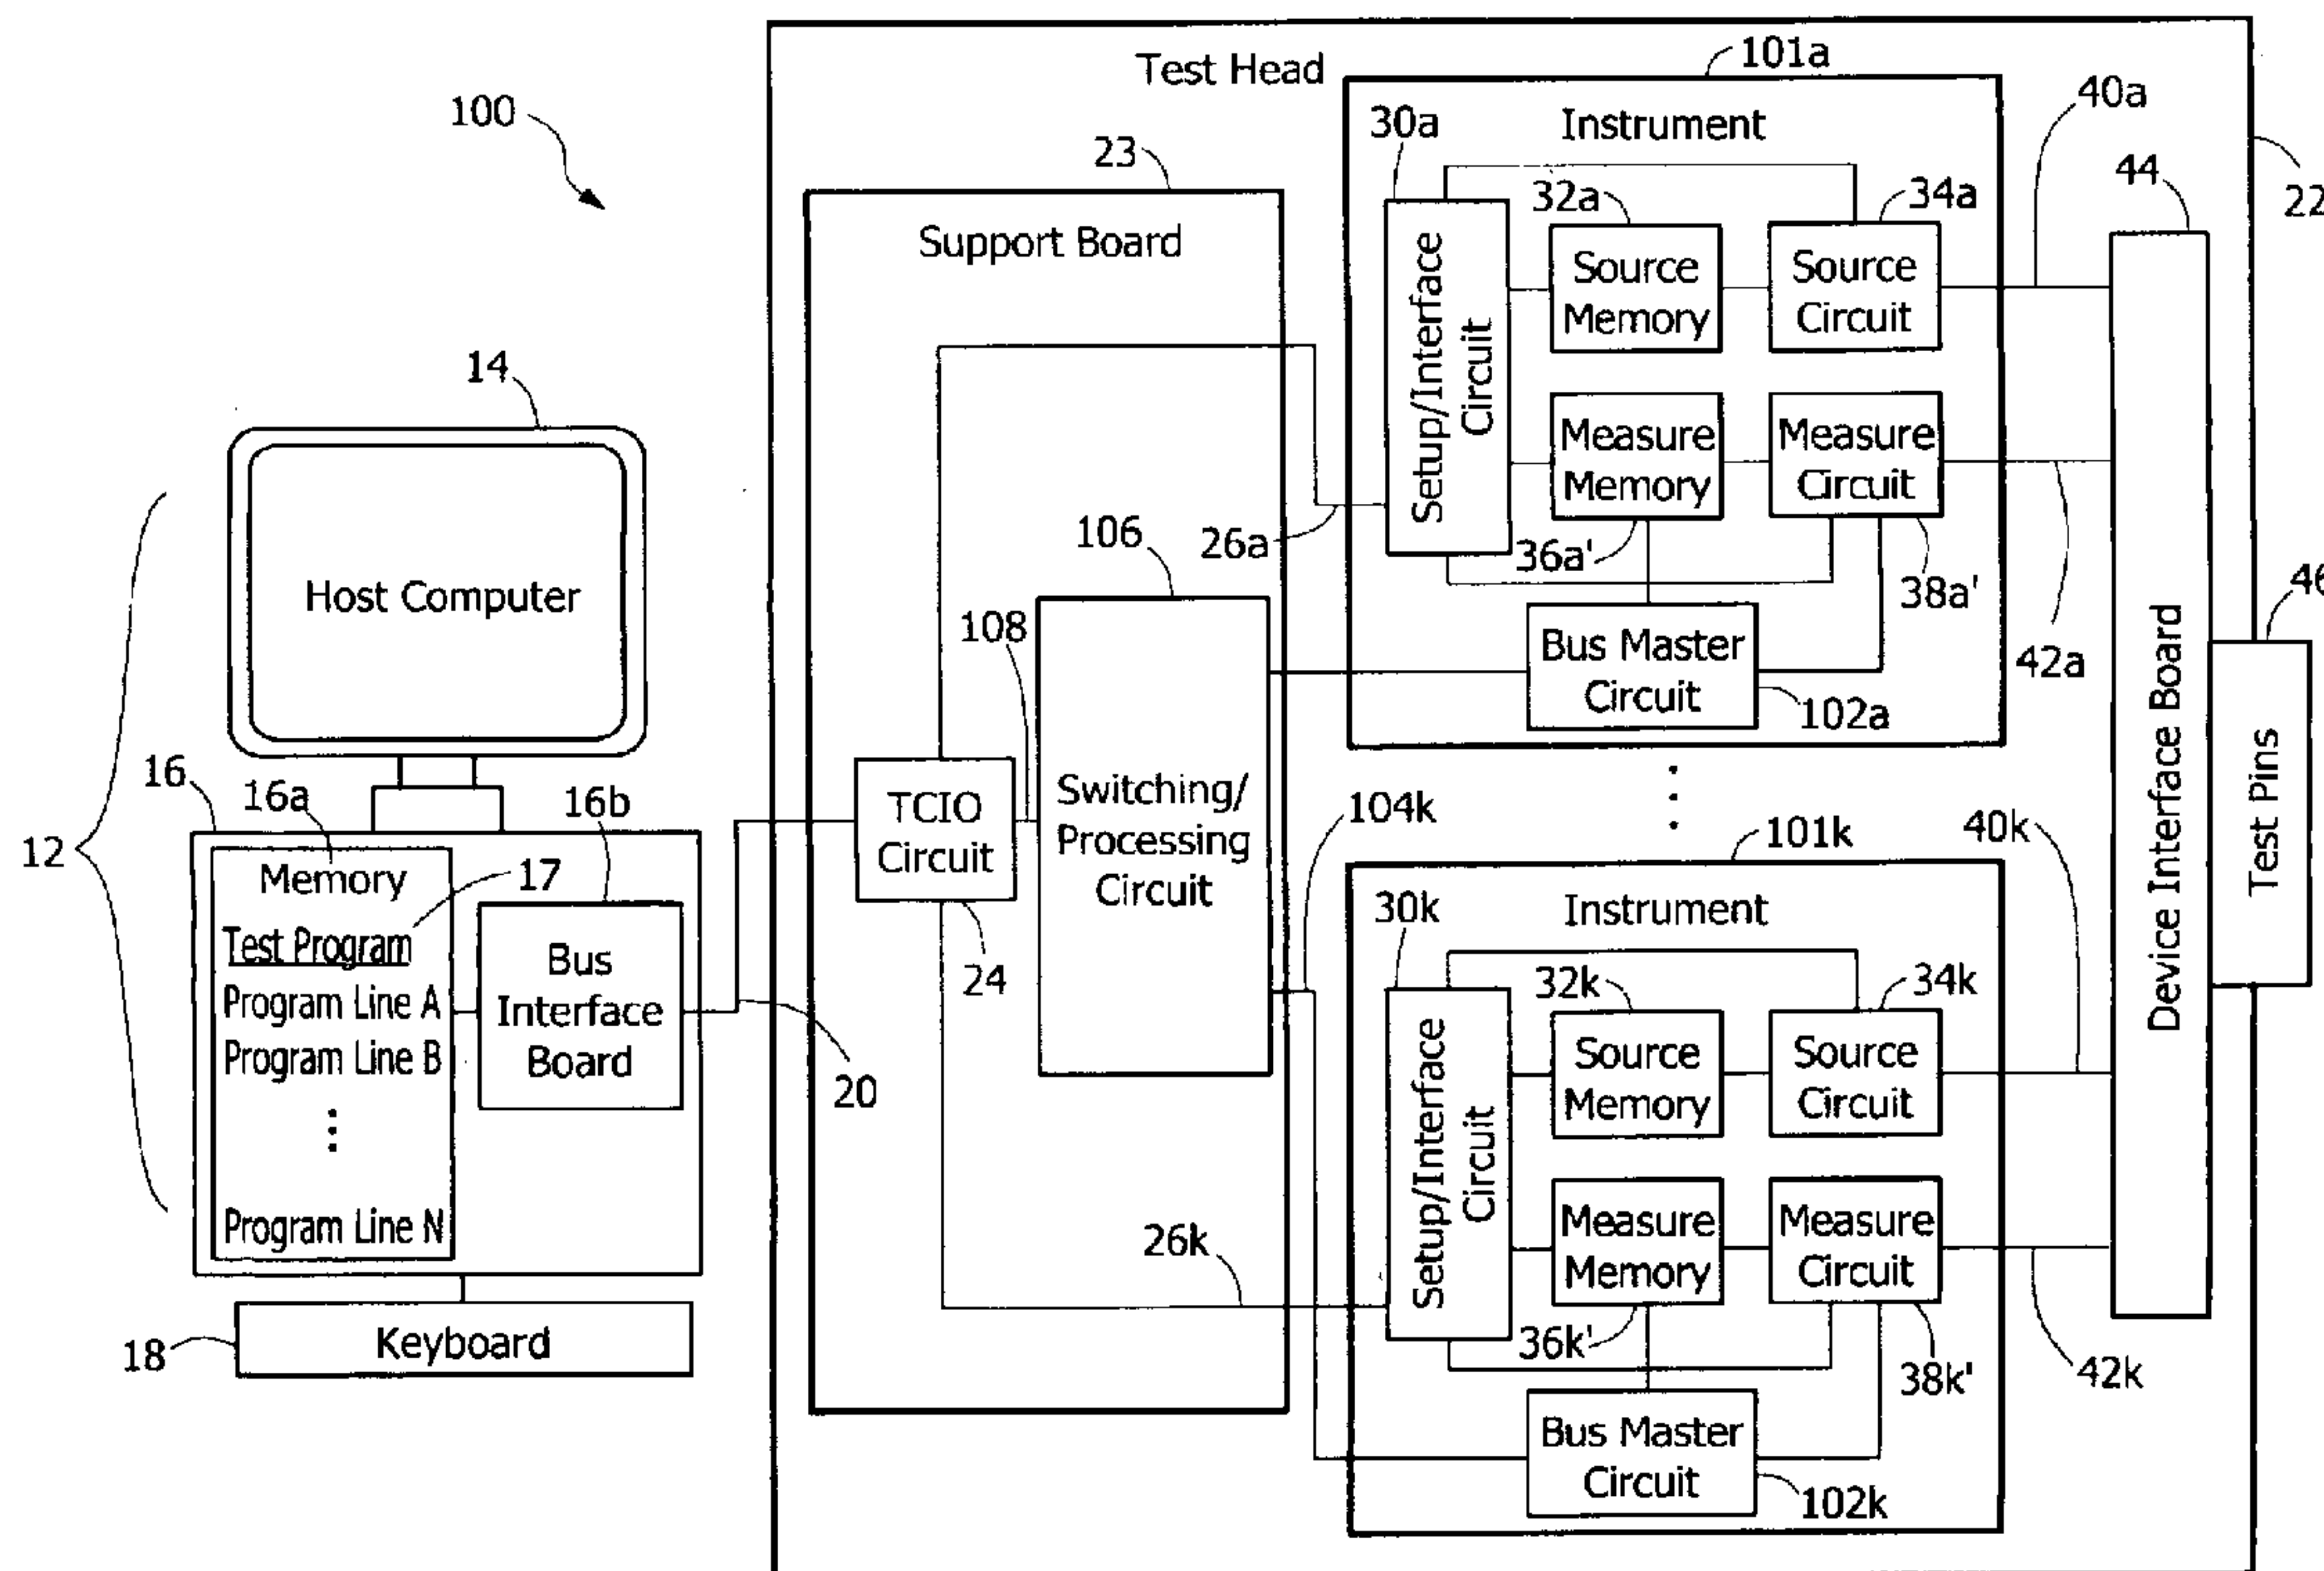 Test Head
100
101a
Instrument
40a
30a
23
44
22
32a
34a
Support Board
Setup/Interface
Circuit
Source
Memory
Source
Circuit
14
Measure
Memory
Measure
Circuit
Host Computer
106
26a
36a'
38a'
46
108
Bus Master
Circuit
42a
102a
Device Interface Board
Test Pins
12
16
16a
16b
TCIO
Circuit
24
Switching/
Processing
Circuit
104k
40k
101k
Memory
17
Test Program
Program Line A
Program Line B
Program Line N
Bus
Interface
Board
20
30k
Instrument
32k
34k
Setup/Interface
Circuit
Source
Memory
Source
Circuit
Measure
Memory
Measure
Circuit
26k
36k'
38k'
42k
18
Keyboard
Bus Master
Circuit
102k